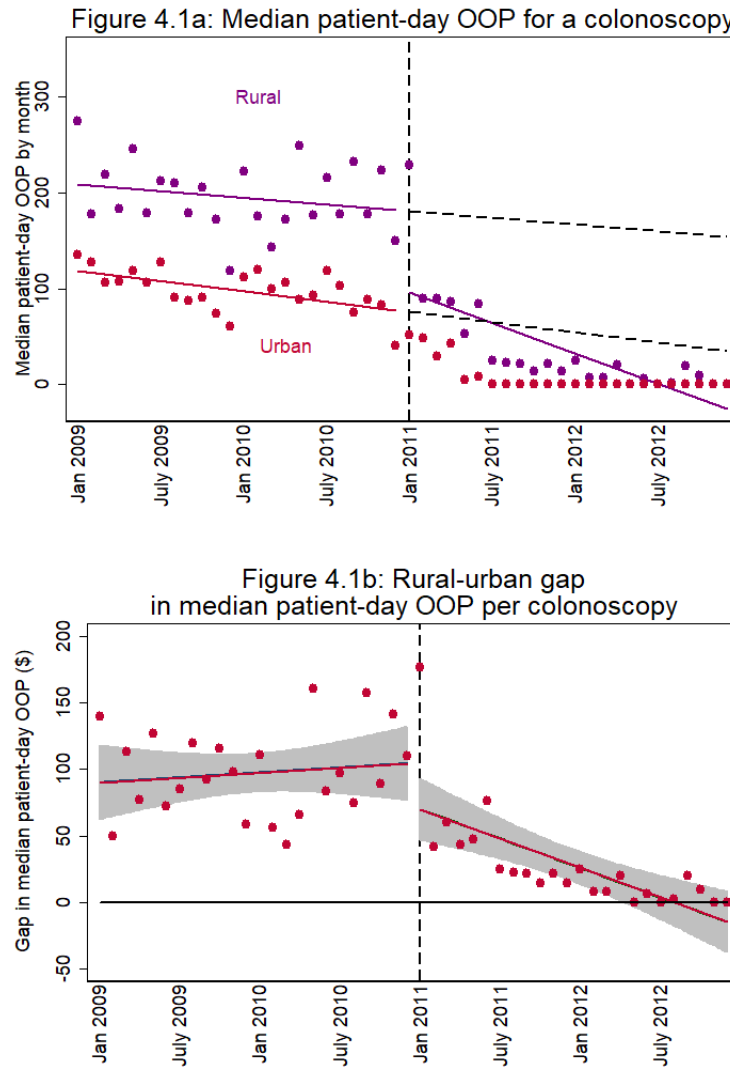 Figure 4.1a: Median patient-day OOP for a colonoscopy
Median patient-day OOP by month
300
200
100
0
Rural
Urban
Jan 2009
July 2009
Jan 2010
July 2010
Jan 2011
July 2011
Jan 2012
July 2012
Figure 4.1b: Rural-urban gap
in median patient-day OOP per colonoscopy
Gap in median patient-day OOP ($)
200
150
100
50
0
-50
Jan 2009
July 2009
Jan 2010
July 2010
Jan 2011
July 2011
Jan 2012
July 2012